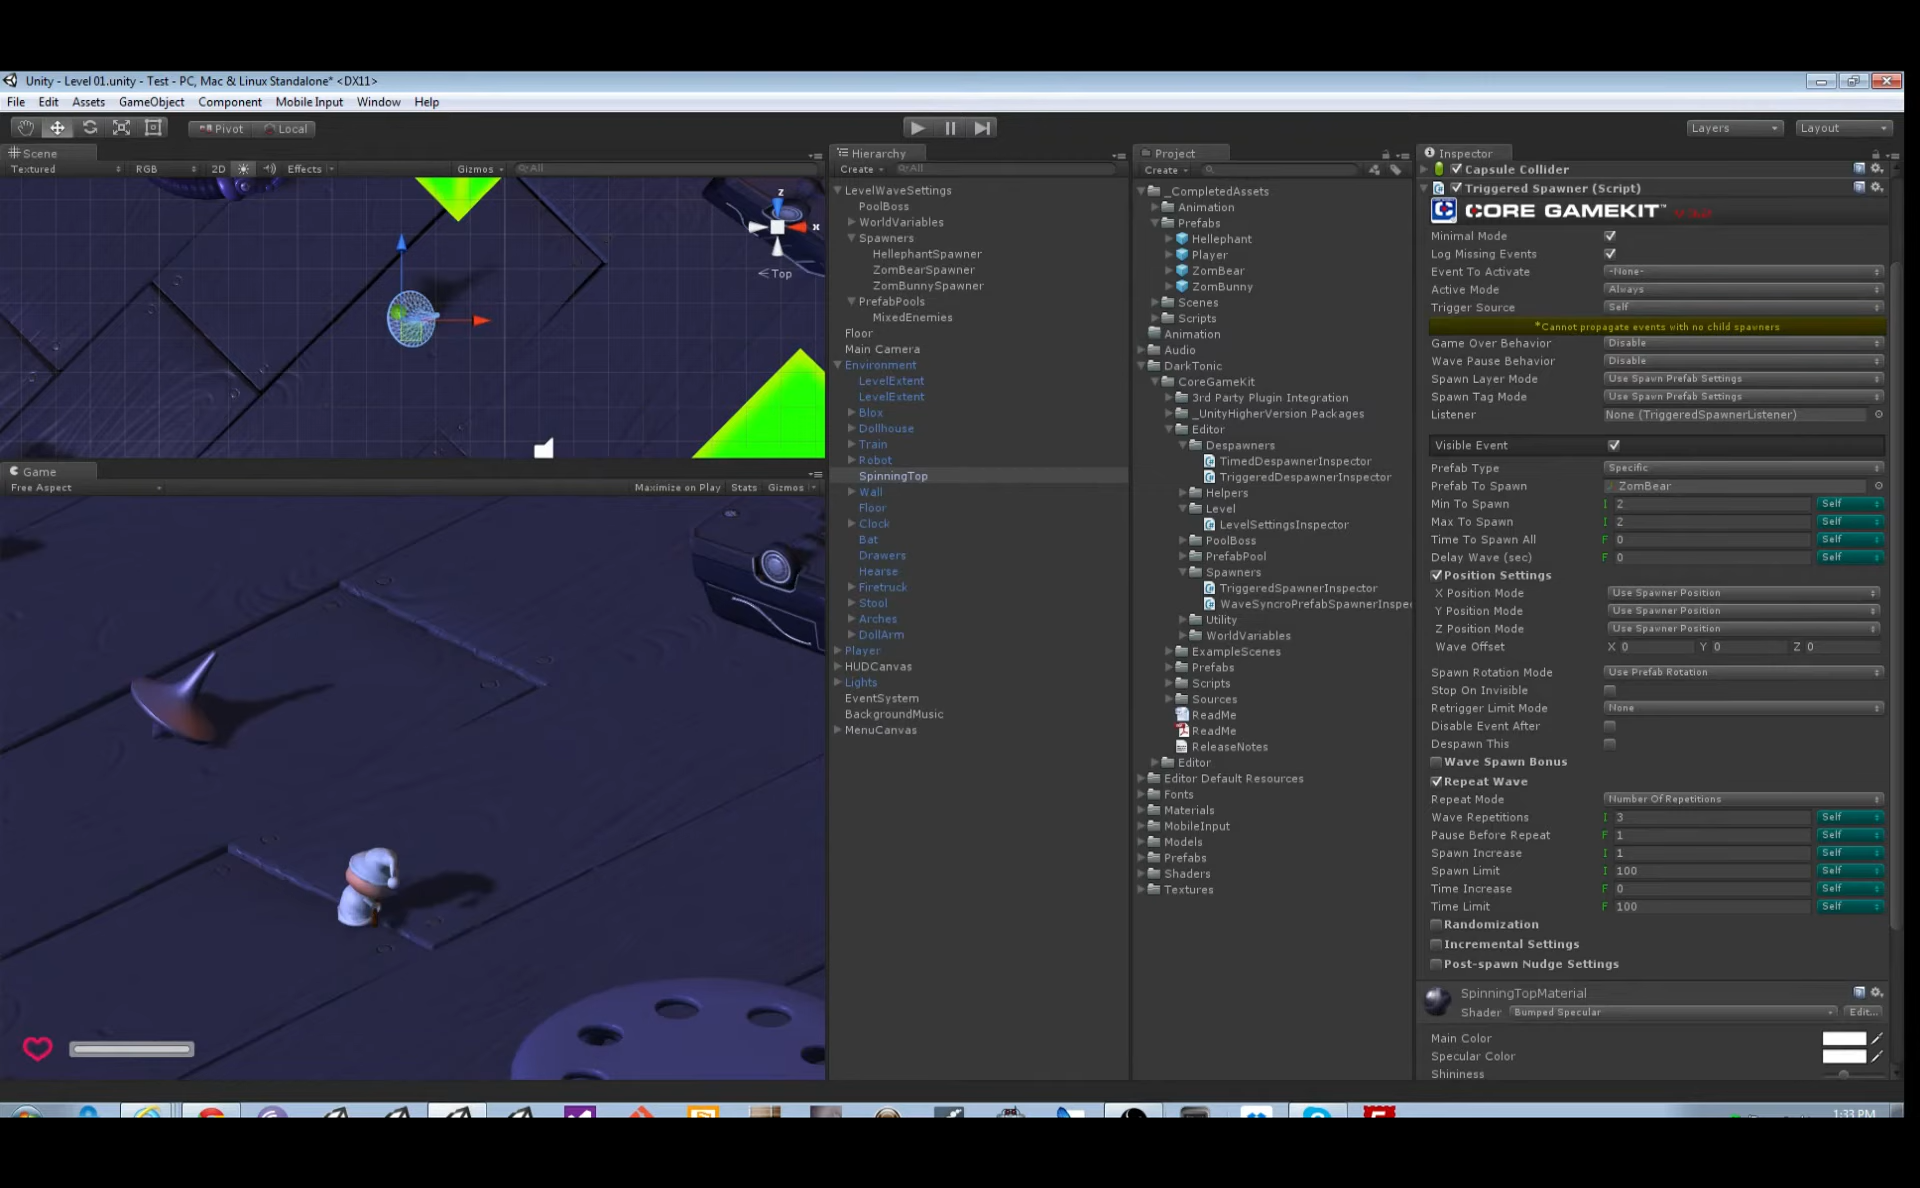 Unity - Level 01.unity - Test - PC, Mac & Linux Standalone* <DX11>
File Edit Assets GameObject Component Mobile Input Window Help
Pivot Local Layers Layout
Scene
Textured RGB 2D Effects Gizmos All
z
x
Top
Game
Free Aspect Maximize on Play Stats Gizmos
Hierarchy
Create All
LevelWaveSettings
PoolBoss
WorldVariables
Spawners
HellephantSpawner
ZomBearSpawner
ZomBunnySpawner
PrefabPools
MixedEnemies
Floor
Main Camera
Environment
LevelExtent
LevelExtent
Blox
Dollhouse
Train
Robot
SpinningTop
Wall
Floor
Clock
Bat
Drawers
Hearse
Firetruck
Stool
Arches
DollArm
Player
HUDCanvas
Lights
EventSystem
BackgroundMusic
MenuCanvas
Project
Create
_CompletedAssets
Animation
Prefabs
Hellephant
Player
ZomBear
ZomBunny
Scenes
Scripts
Animation
Audio
DarkTonic
CoreGameKit
3rd Party Plugin Integration
_UnityHigherVersion Packages
Editor
Despawners
TimedDespawnerInspector
TriggeredDespawnerInspector
Helpers
Level
LevelSettingsInspector
PoolBoss
PrefabPool
Spawners
TriggeredSpawnerInspector
WaveSyncroPrefabSpawnerInspec
Utility
WorldVariables
ExampleScenes
Prefabs
Scripts
Sources
ReadMe
ReadMe
ReleaseNotes
Editor
Editor Default Resources
Fonts
Materials
MobileInput
Models
Prefabs
Shaders
Textures
Inspector
Capsule Collider
Triggered Spawner (Script)
CORE GAMEKIT™
Minimal Mode
Log Missing Events
Event To Activate -None-
Active Mode Always
Trigger Source Self
*Cannot propagate events with no child spawners
Game Over Behavior Disable
Wave Pause Behavior Disable
Spawn Layer Mode Use Spawn Prefab Settings
Spawn Tag Mode Use Spawn Prefab Settings
Listener None (TriggeredSpawnerListener)
Visible Event
Prefab Type Specific
Prefab To Spawn ZomBear
Min To Spawn I 2 Self
Max To Spawn I 2 Self
Time To Spawn All F 0 Self
Delay Wave (sec) F 0 Self
Position Settings
X Position Mode Use Spawner Position
Y Position Mode Use Spawner Position
Z Position Mode Use Spawner Position
Wave Offset X 0 Y 0 Z 0
Spawn Rotation Mode Use Prefab Rotation
Stop On Invisible
Retrigger Limit Mode None
Disable Event After
Despawn This
Wave Spawn Bonus
Repeat Wave
Repeat Mode Number Of Repetitions
Wave Repetitions I 3 Self
Pause Before Repeat F 1 Self
Spawn Increase I 1 Self
Spawn Limit I 100 Self
Time Increase F 0 Self
Time Limit F 100 Self
Randomization
Incremental Settings
Post-spawn Nudge Settings
SpinningTopMaterial
Shader Bumped Specular Edit...
Main Color
Specular Color
Shininess
1:33 PM